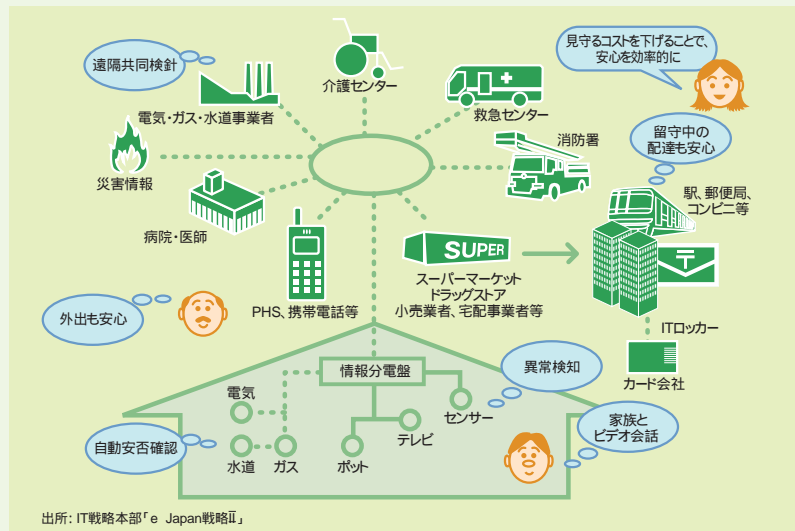 見守るコストを下げることで、
安心を効率的に
遠隔共同検針
介護センター
電気・ガス・水道事業者
救急センター
消防署
留守中の
配達も安心
災害情報
病院・医師
駅、郵便局、
コンビニ等
SUPER
〒
スーパーマーケット
ドラッグストア
小売業者、宅配事業者等
PHS、携帯電話等
外出も安心
ITロッカー
カード会社
情報分電盤
異常検知
電気
センサー
テレビ
家族と
ビデオ会話
自動安否確認
水道
ガス
ポット
出所: IT戦略本部「e Japan戦略Ⅱ」